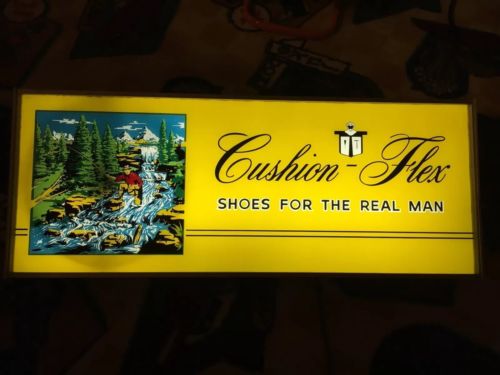 Cushion-Flex
SHOES FOR THE REAL MAN